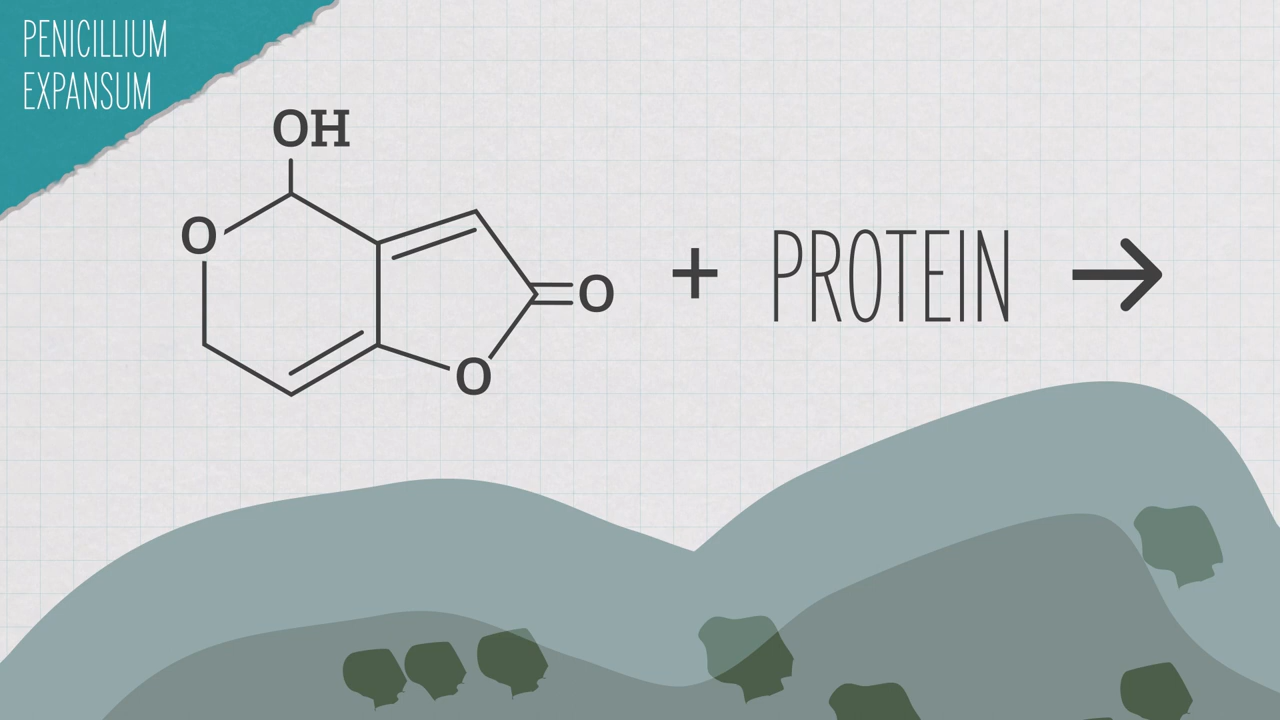 PENICILLIUM
EXPANSUM
OH
O
O
O
+ PROTEIN →